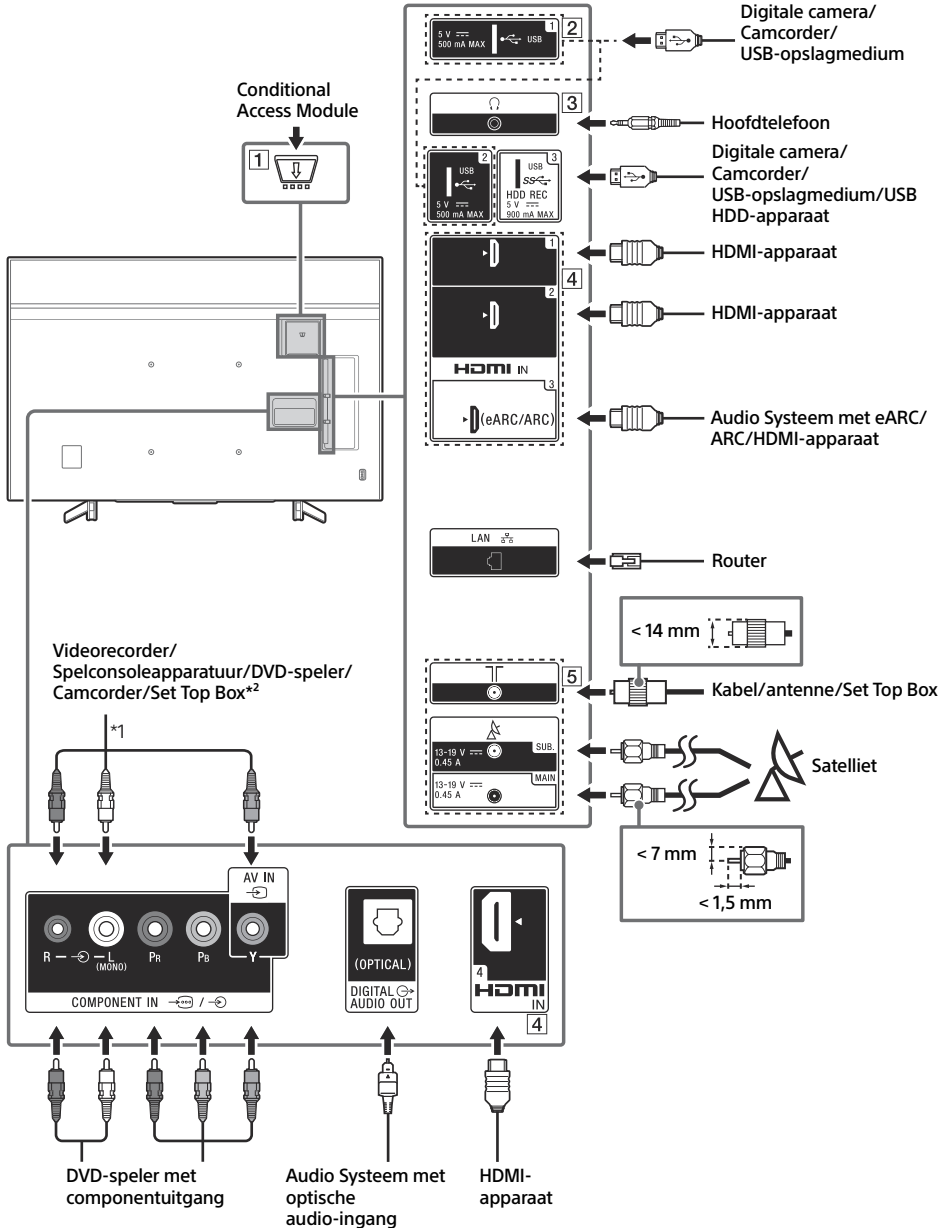 Conditional
Access Module
1
5 V
500 mA MAX
USB
1
2
Digitale camera/
Camcorder/
USB-opslagmedium
3
Hoofdtelefoon
2
USB
5 V
500 mA MAX
3
USB
SS
HDD REC
5 V
900 mA MAX
Digitale camera/
Camcorder/
USB-opslagmedium/USB
HDD-apparaat
1
HDMI-apparaat
4
2
HDMI-apparaat
HDMI IN
3
(eARC/ARC)
Audio Systeem met eARC/
ARC/HDMI-apparaat
LAN
Router
< 14 mm
5
Kabel/antenne/Set Top Box
13-19 V
0.45 A
SUB.
13-19 V
0.45 A
MAIN
Satelliet
< 7 mm
< 1,5 mm
Videorecorder/
Spelconsoleapparatuur/DVD-speler/
Camcorder/Set Top Box*2
*1
AV IN
R
L
(MONO)
PR
PB
Y
COMPONENT IN /
(OPTICAL)
DIGITAL
AUDIO OUT
4
HDMI
IN
4
DVD-speler met
componentuitgang
Audio Systeem met
optische
audio-ingang
HDMI-
apparaat